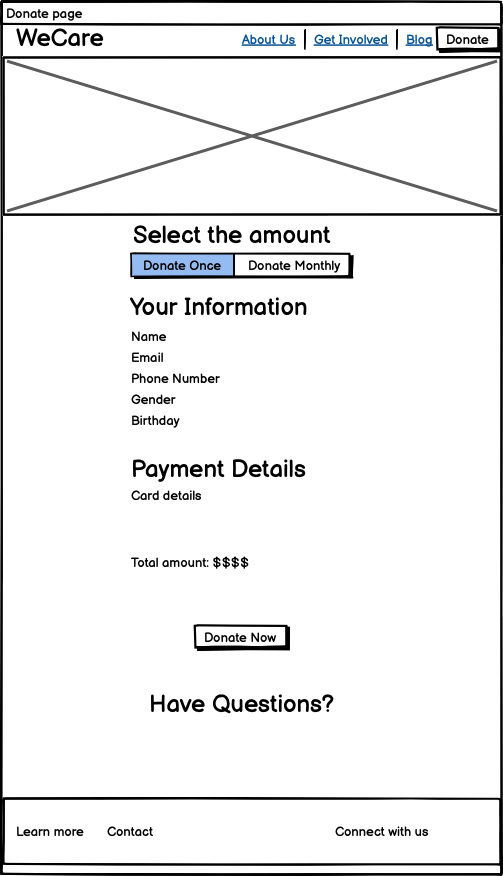 Donate page
WeCare About Us Get Involved Blog Donate
Select the amount
Donate Once Donate Monthly
Your Information
Name
Email
Phone Number
Gender
Birthday
Payment Details
Card details
Total amount: $$$$
Donate Now
Have Questions?
Learn more Contact Connect with us